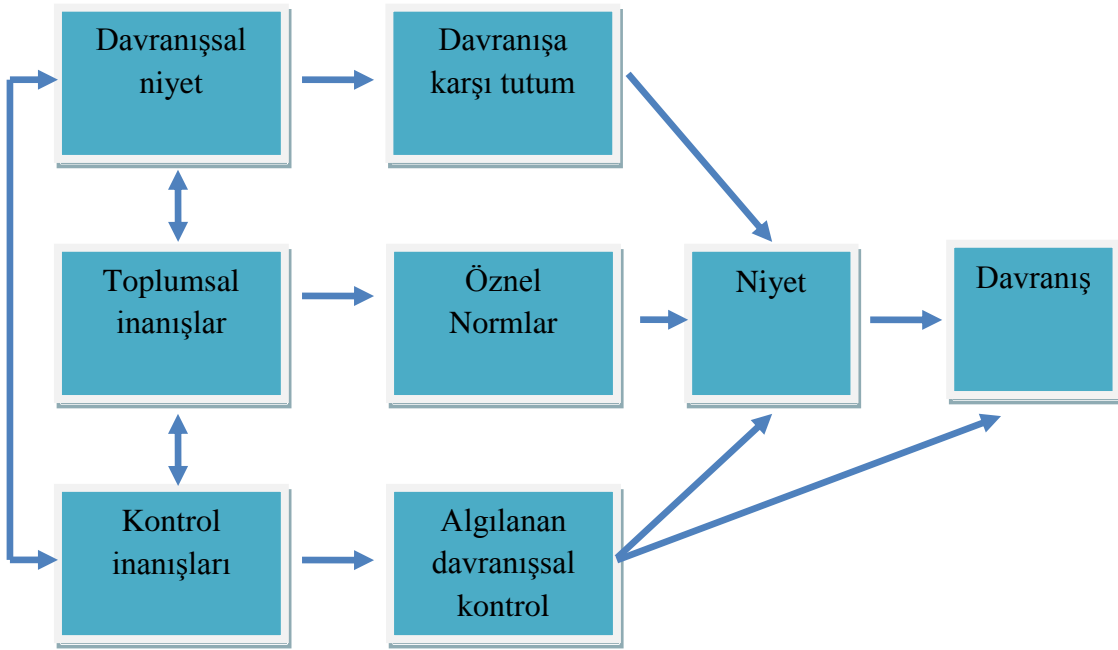 Davranışsal
niyet
Davranışa
karşı tutum
Toplumsal
inanışlar
Öznel
Normlar
Niyet
Davranış
Kontrol
inanışları
Algılanan
davranışsal
kontrol